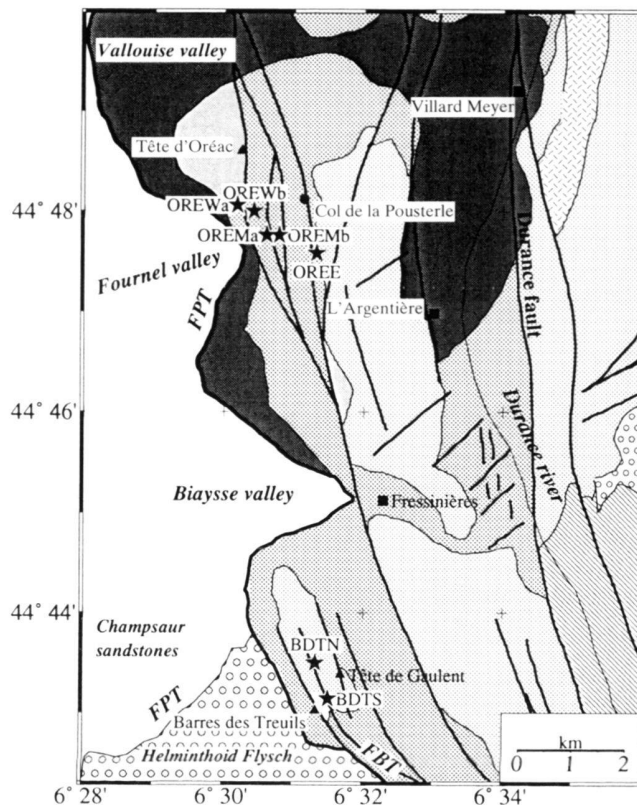 Vallouise valley
Villard Meyer
Tête d'Oréac
OREWb
OREWa
Col de la Pousterle
44° 48'
OREMa
OREMb
OREE
Fournel valley
FPT
L'Argentière
Durance fault
44° 46'
Durance river
Biaysse valley
Fressinières
44° 44'
Champsaur
sandstones
BDTN
Tête de Gaulent
BDTS
FPT
Barres des Treuils
Helminthoid Flysch
FBT
km
0 1 2
6° 28'
6° 30'
6° 32'
6° 34'